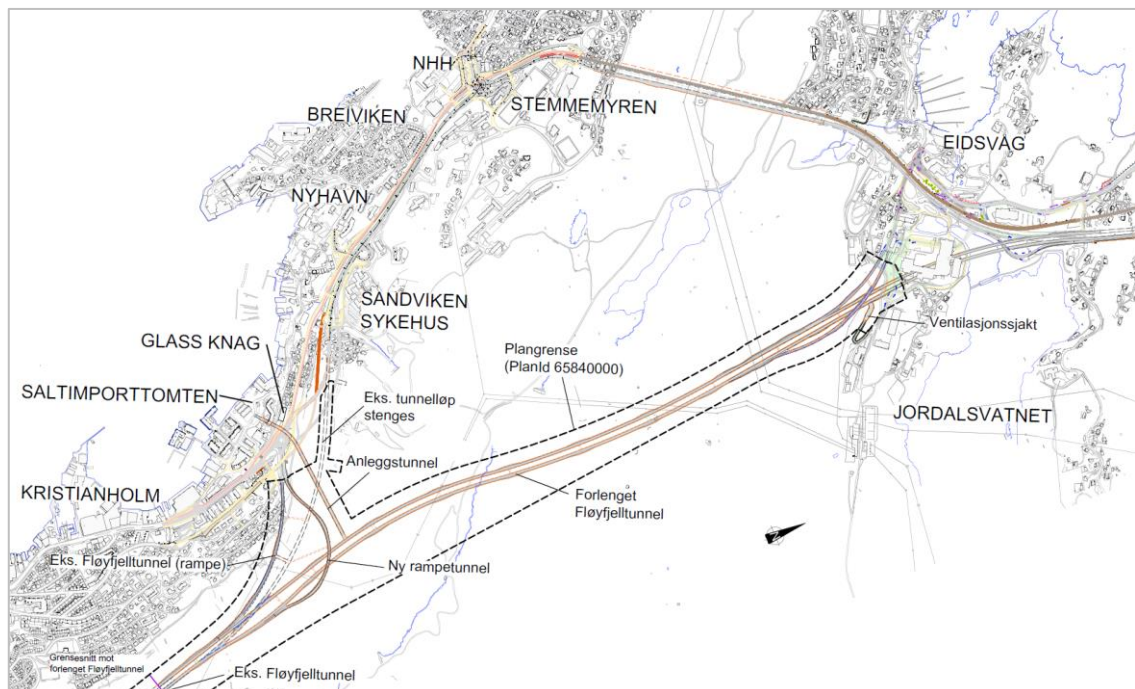 NHH
STEMMEMYREN
BREIVIKEN
EIDSVAG
NYHAVN
SANDVIKEN
SYKEHUS
Ventilasjonssjakt
GLASS KNAG
Plangrense
(PlanId 65840000)
SALTIMPORTTOMTEN
Eks. tunnelløp
stenges
JORDALSVATNET
Anleggstunnel
KRISTIANHOLM
Forlenget
Fløyfjelltunnel
Eks. Fløyfjelltunnel (rampe)
Ny rampetunnel
Grensesnitt mot
forlenget Fløyfjelltunnel
Eks. Fløyfjelltunnel